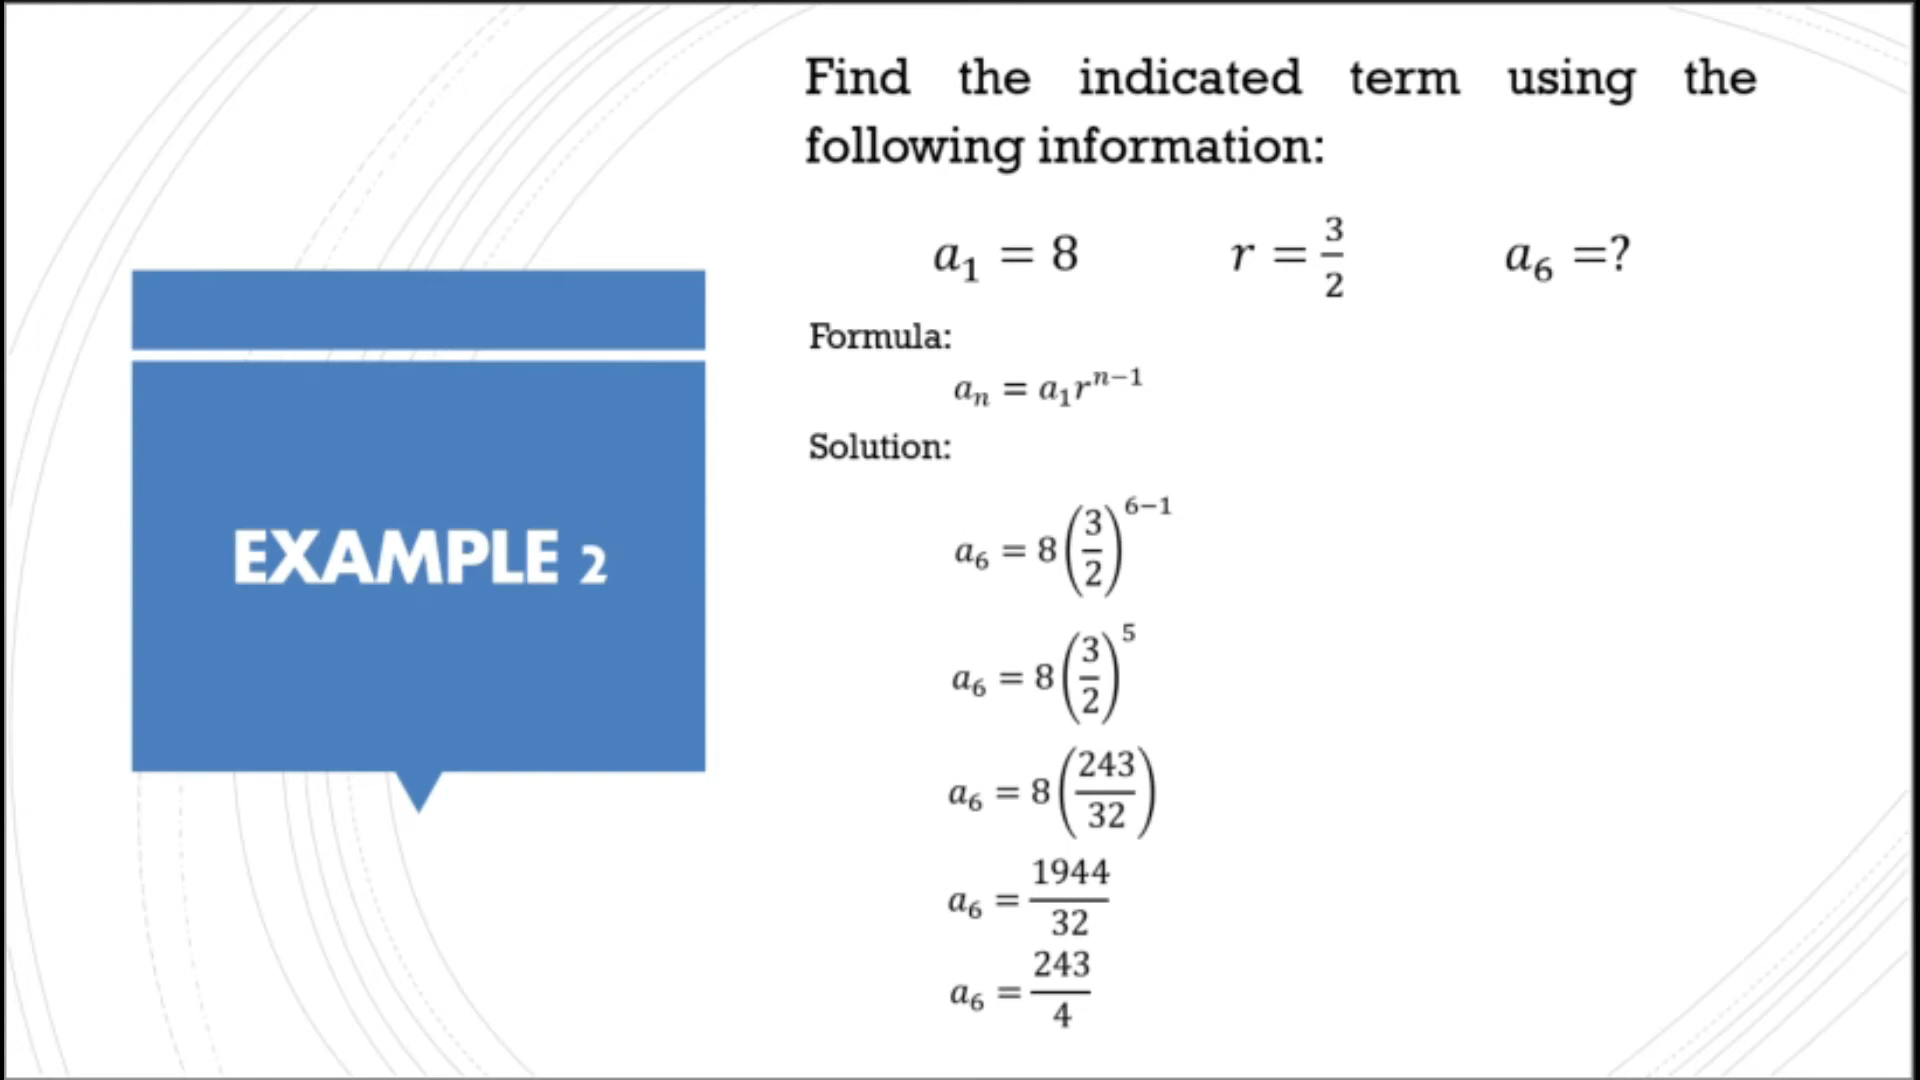 Find the indicated term using the
following information:
a₁ = 8 r = 3/2 a₆ =?
Formula:
aₙ = a₁rⁿ⁻¹
Solution:
EXAMPLE 2
a₆ = 8(3/2)⁶⁻¹
a₆ = 8(3/2)⁵
a₆ = 8(243/32)
a₆ = 1944/32
a₆ = 243/4